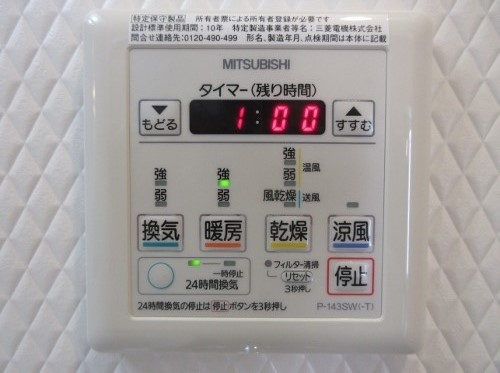 特定保守製品 所有者票による所有者登録が必要です
設計標準使用期間:10年 特定製造事業者等名:三菱電機株式会社
問合せ連絡先:0120-490-499 形名、製造年月、点検期間は本体に記載
MITSUBISHI
タイマー(残り時間)
▼ 1:00 ▲
もどる すすむ
強 強 強 温風
弱 弱 弱
風乾燥 送風
換気 暖房 乾燥 涼風
一時停止 フィルター清掃
24時間換気 リセット 停止
3秒押し
24時間換気の停止は停止ボタンを3秒押し P-143SW(-T)